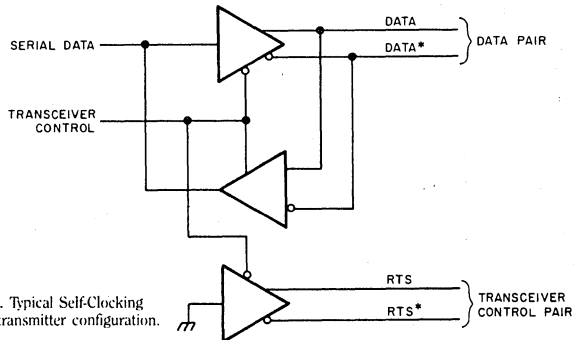 DATA
SERIAL DATA
DATA*
DATA PAIR
TRANSCEIVER
CONTROL
RTS
RTS*
TRANSCEIVER
CONTROL PAIR
. Typical Self-Clocking
transmitter configuration.